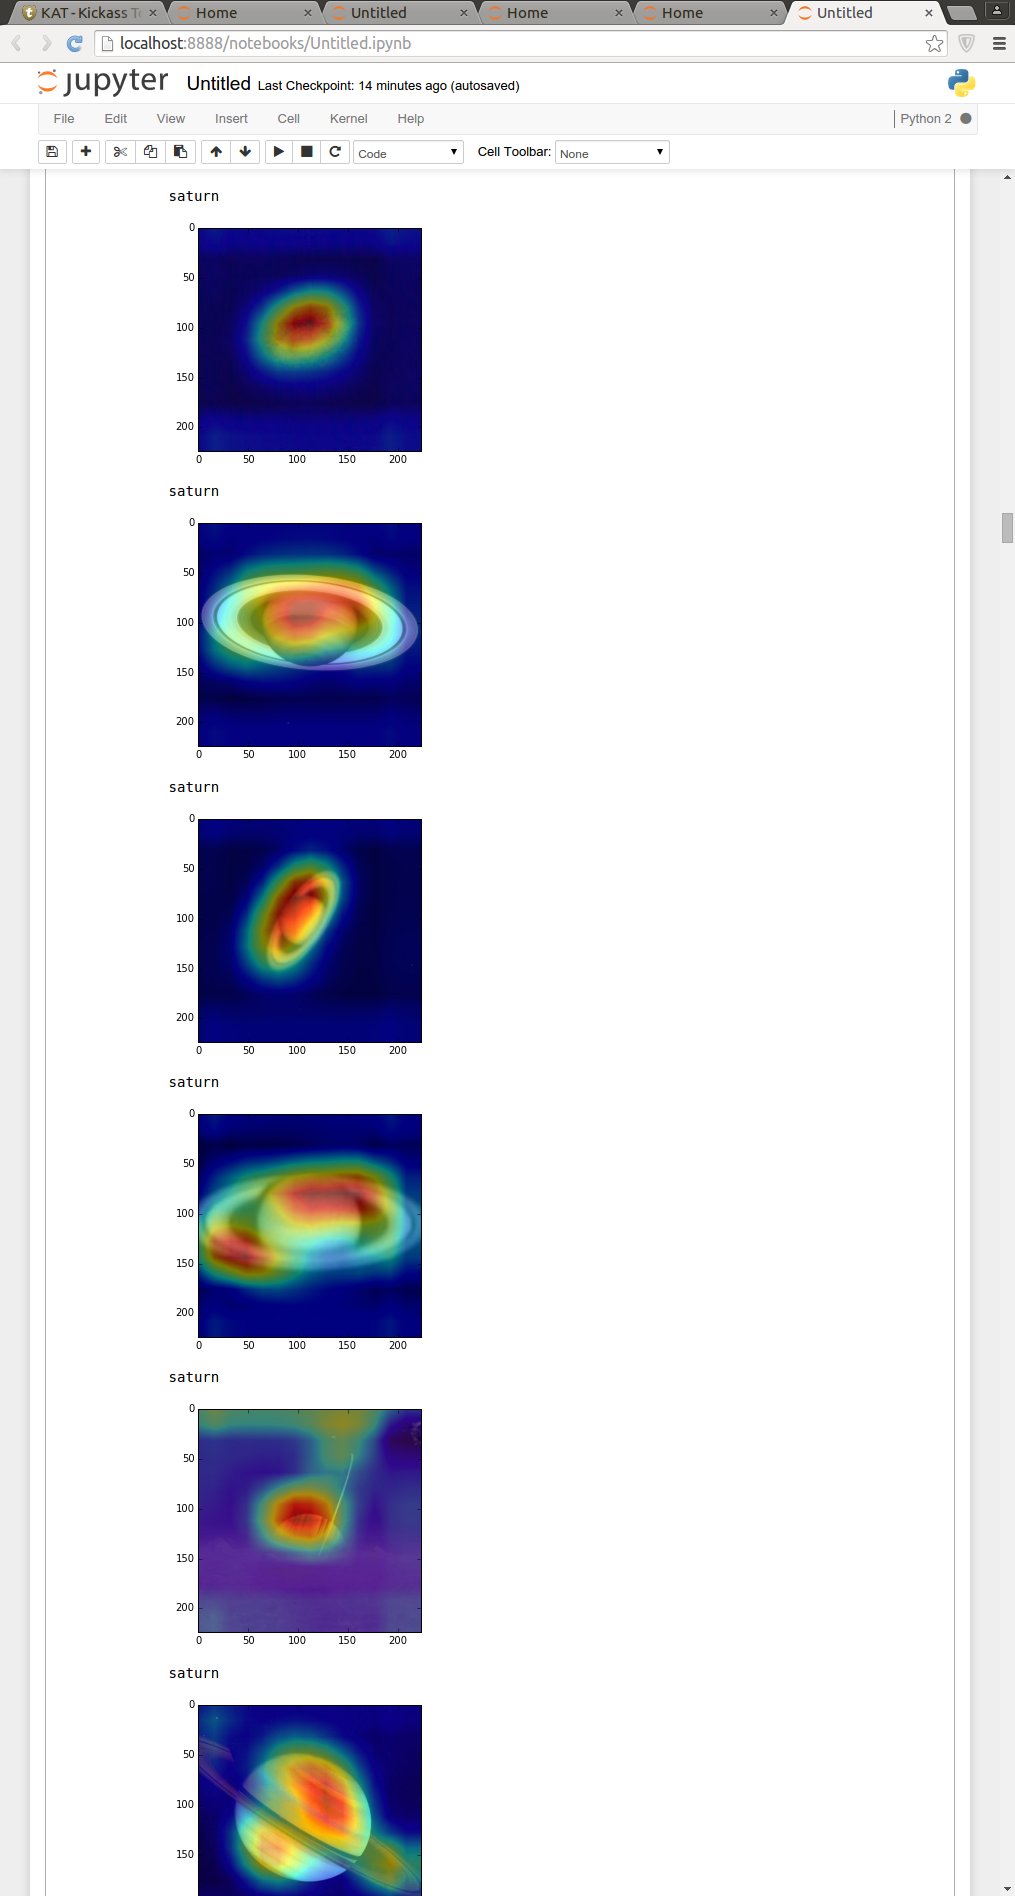 KAT - Kickass T
Home
Untitled
Home
Home
Untitled
localhost:8888/notebooks/Untitled.ipynb
jupyter Untitled Last Checkpoint: 14 minutes ago (autosaved)
File Edit View Insert Cell Kernel Help Python 2
Code Cell Toolbar: None
saturn
0
50
100
150
200
0 50 100 150 200
saturn
0
50
100
150
200
0 50 100 150 200
saturn
0
50
100
150
200
0 50 100 150 200
saturn
0
50
100
150
200
0 50 100 150 200
saturn
0
50
100
150
200
0 50 100 150 200
saturn
0
50
100
150